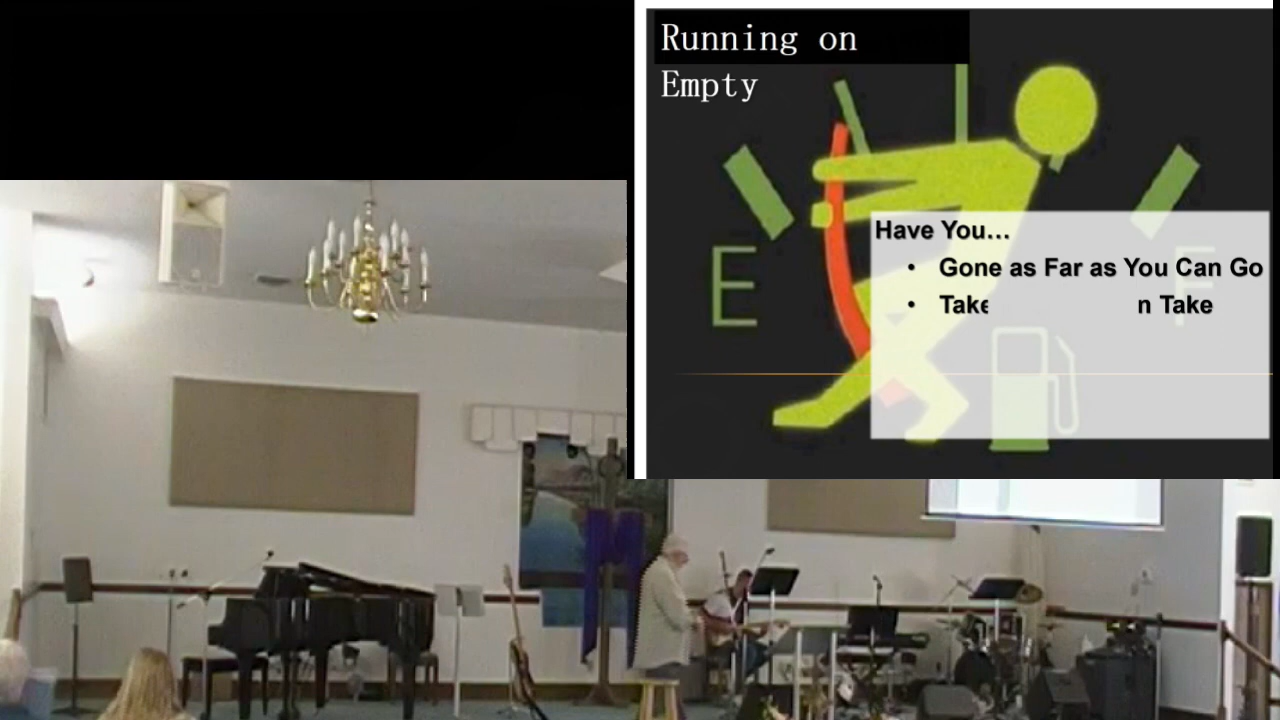 Running on
Empty
Have You…
• Gone as Far as You Can Go
• Take n Take
E
F